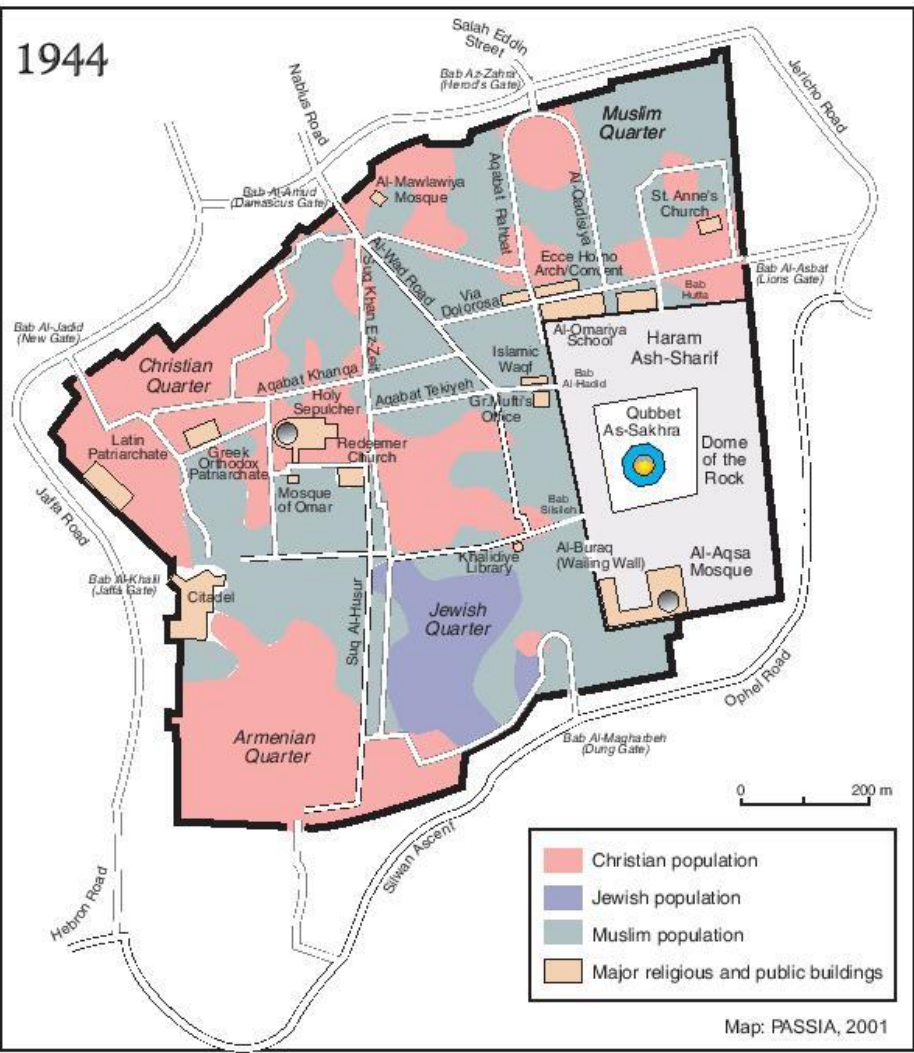 1944
Salah Eddin
Street
Nablus Road
Bab Az-Zahra
(Herod's Gate)
Jericho Road
Muslim
Quarter
Al-Mawlawiya
Mosque
Aqabat Rahbat
Al-Qadisiya
St. Anne's
Church
Bab Al-Amud
(Damascus Gate)
Al-Wad Road
Suq Khan Ez-Zeit
Ecce Homo
Arch/Convent
Via
Dolorosa
Bab
Hutta
Bab Al-Asbat
(Lions Gate)
Bab Al-Jadid
(New Gate)
Al-Omariya
School
Haram
Ash-Sharif
Christian
Quarter
Islamic
Waqf
Bab
Al-Hadid
Aqabat Khanqa
Aqabat Tekiyeh
Gr.Mufti's
Office
Holy
Sepulcher
Qubbet
As-Sakhra
Latin
Patriarchate
Greek
Orthodox
Patriarchate
Redeemer
Church
Dome
of the
Rock
Mosque
of Omar
Jaffa Road
Bab
Silsileh
Khalidiye
Library
Al-Buraq
(Wailing Wall)
Al-Aqsa
Mosque
Bab Al-Khalil
(Jaffa Gate)
Citadel
Suq Al-Husur
Jewish
Quarter
Ophel Road
Armenian
Quarter
Bab Al-Magharbeh
(Dung Gate)
0 200 m
Silwan Ascent
Hebron Road
Christian population
Jewish population
Muslim population
Major religious and public buildings
Map: PASSIA, 2001